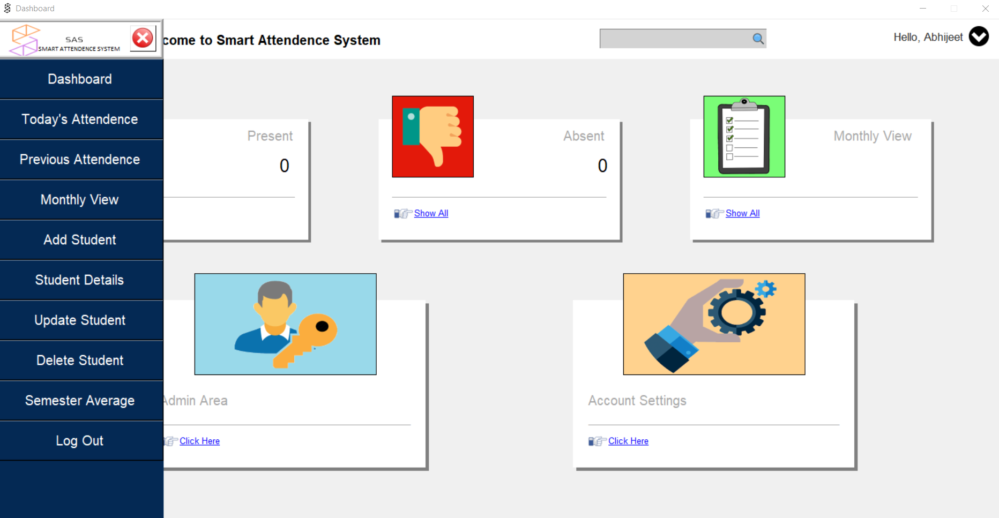 Dashboard
SAS
SMART ATTENDENCE SYSTEM
come to Smart Attendence System
Hello, Abhijeet
Dashboard
Today's Attendence
Previous Attendence
Monthly View
Add Student
Student Details
Update Student
Delete Student
Semester Average
Log Out
Present
0
Absent
0
Show All
Monthly View
Show All
Admin Area
Click Here
Account Settings
Click Here